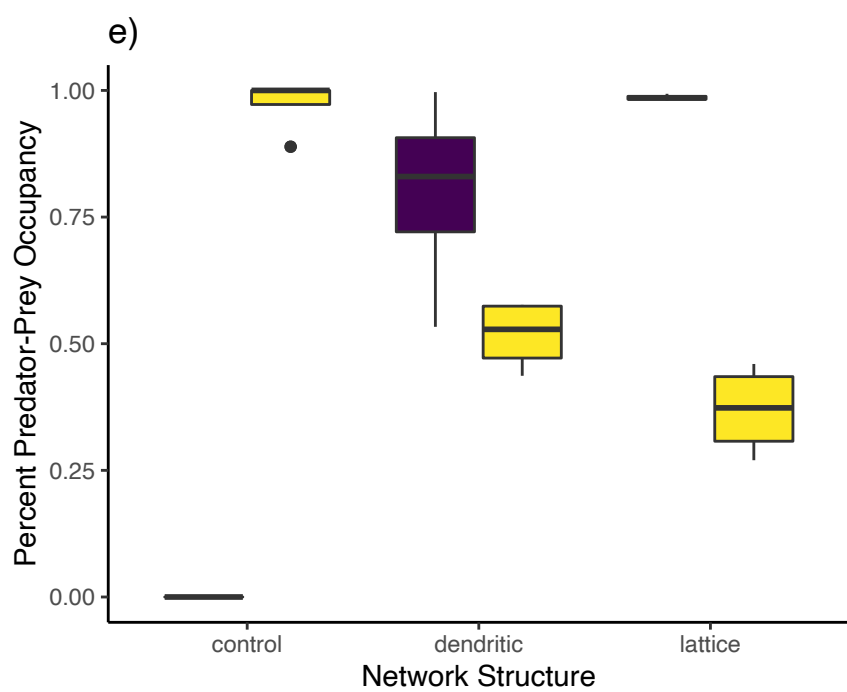 e)
Percent Predator-Prey Occupancy
1.00
0.75
0.50
0.25
0.00
control dendritic lattice
Network Structure